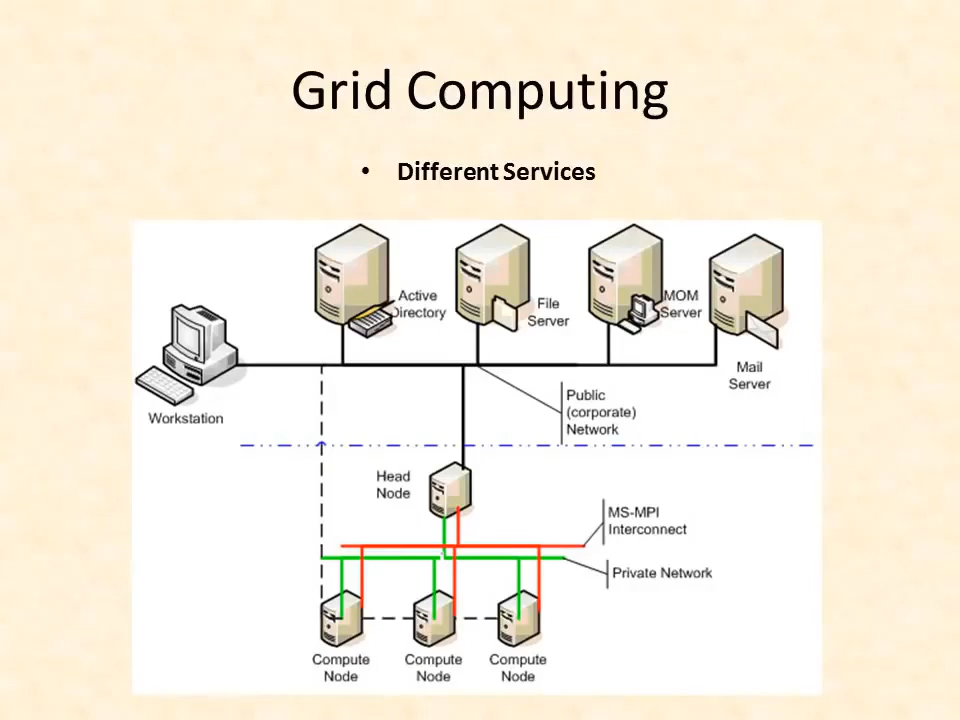 Grid Computing
• Different Services
Active
Directory
File
Server
MOM
Server
Mail
Server
Workstation
Public
(corporate)
Network
Head
Node
MS-MPI
Interconnect
Private Network
Compute
Node
Compute
Node
Compute
Node